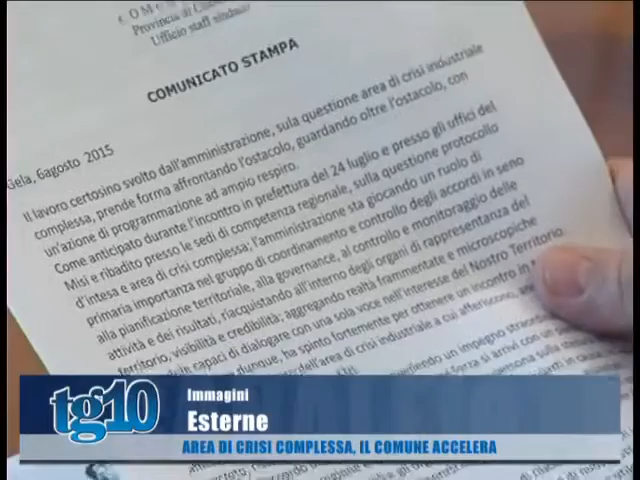 Provincia di
Ufficio staff sindaco
COMUNICATO STAMPA
Gela, 6agosto 2015
Il lavoro certosino svolto dall'amministrazione, sula questione area di crisi industriale
complessa, prende forma affrontando l'ostacolo, guardando oltre l'ostacolo, con
un'azione di programmazione ad ampio respiro.
Come anticipato durante l'incontro in prefettura del 24 luglio e presso gli uffici del
Misi e ribadito presso le sedi di competenza regionale, sulla questione protocollo
d'intesa e area di crisi complessa; l'amministrazione sta giocando un ruolo di
primaria importanza nel gruppo di coordinamento e controllo degli accordi in seno
alla pianificazione territoriale, alla governance, al controllo e monitoraggio delle
attività e dei risultati, riacquistando all'interno degli organi di rappresentanza del
territorio, visibilità e credibilità; aggregando realtà frammentate e microscopiche
rale capaci di dialogare con una sola voce nell'interesse del Nostro Territorio.
dunque, ha spinto fortemente per ottenere un incontro in
dell'area di crisi industriale a cui afferiscono,
un impegno
tg10
Immagini
Esterne
AREA DI CRISI COMPLESSA, IL COMUNE ACCELERA